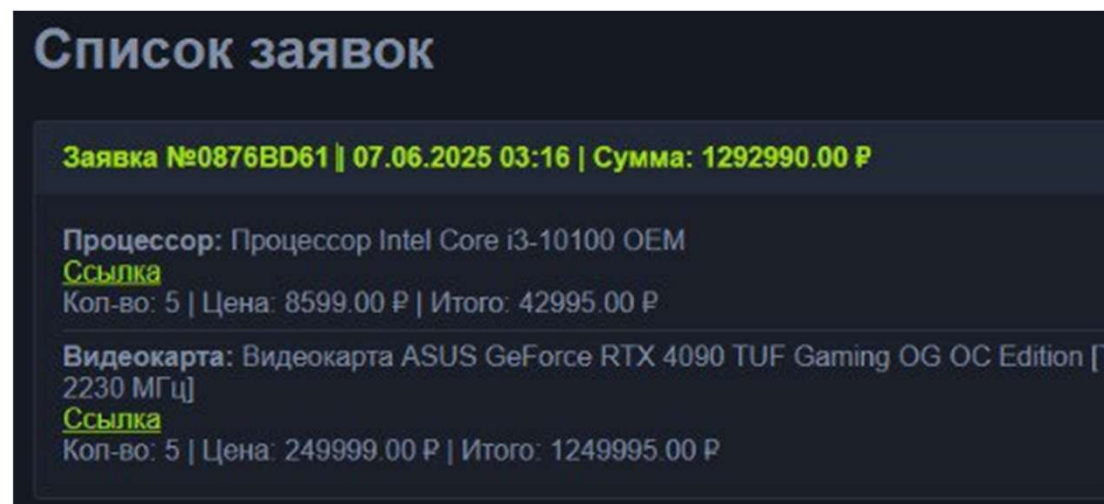 Список заявок
Заявка №0876BD61 | 07.06.2025 03:16 | Сумма: 1292990.00 ₽
Процессор: Процессор Intel Core i3-10100 OEM
Ссылка
Кол-во: 5 | Цена: 8599.00 ₽ | Итого: 42995.00 ₽
Видеокарта: Видеокарта ASUS GeForce RTX 4090 TUF Gaming OG OC Edition [
2230 МГц]
Ссылка
Кол-во: 5 | Цена: 249999.00 ₽ | Итого: 1249995.00 ₽